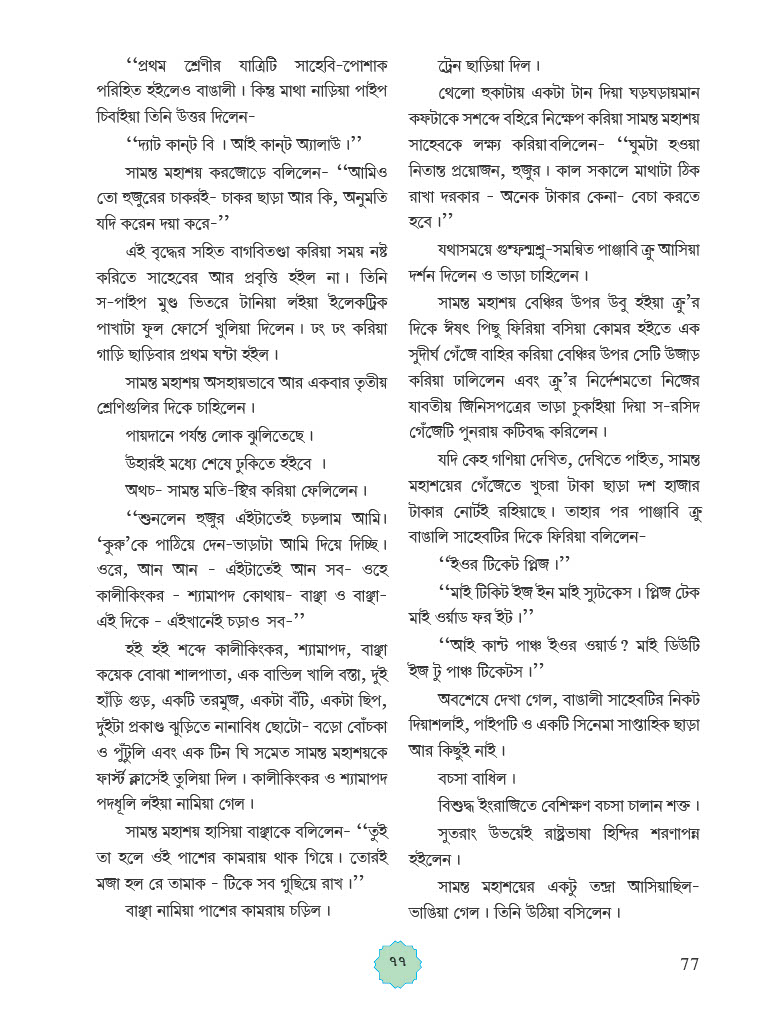 ‘‘প্রথম শ্রেণীর যাত্রিটি সাহেবি-পোশাক
পরিহিত হইলেও বাঙালী । কিন্তু মাথা নাড়িয়া পাইপ
চিবাইয়া তিনি উত্তর দিলেন-
‘‘দ্যাট কান্‌ট বি । আই কান্‌ট অ্যালাউ ।’’
সামন্ত মহাশয় করজোড়ে বলিলেন- ‘‘আমিও
তো হুজুরের চাকরই- চাকর ছাড়া আর কি, অনুমতি
যদি করেন দয়া করে-’’
এই বৃদ্ধের সহিত বাগবিতণ্ডা করিয়া সময় নষ্ট
করিতে সাহেবের আর প্রবৃত্তি হইল না । তিনি
স-পাইপ মুণ্ড ভিতরে টানিয়া লইয়া ইলেকট্রিক
পাখাটা ফুল ফোর্সে খুলিয়া দিলেন । ঢং ঢং করিয়া
গাড়ি ছাড়িবার প্রথম ঘন্টা হইল ।
সামন্ত মহাশয় অসহায়ভাবে আর একবার তৃতীয়
শ্রেণিগুলির দিকে চাহিলেন ।
পায়দানে পর্যন্ত লোক ঝুলিতেছে ।
উহারই মধ্যে শেষে ঢুকিতে হইবে ।
অথচ- সামন্ত মতি-স্থির করিয়া ফেলিলেন ।
‘‘শুনলেন হুজুর এইটাতেই চড়লাম আমি।
‘কুরু’কে পাঠিয়ে দেন-ভাড়াটা আমি দিয়ে দিচ্ছি ।
ওরে, আন আন - এইটাতেই আন সব- ওহে
কালীকিংকর - শ্যামাপদ কোথায়- বাঞ্ছা ও বাঞ্ছা-
এই দিকে - এইখানেই চড়াও সব-’’
হই হই শব্দে কালীকিংকর, শ্যামাপদ, বাঞ্ছা
কয়েক বোঝা শালপাতা, এক বান্ডিল খালি বস্তা, দুই
হাঁড়ি গুড়, একটি তরমুজ, একটা বঁটি, একটা ছিপ,
দুইটা প্রকাণ্ড ঝুড়িতে নানাবিধ ছোটো- বড়ো বোঁচকা
ও পুঁটুলি এবং এক টিন ঘি সমেত সামন্ত মহাশয়কে
ফার্স্ট ক্লাসেই তুলিয়া দিল । কালীকিংকর ও শ্যামাপদ
পদধূলি লইয়া নামিয়া গেল ।
সামন্ত মহাশয় হাসিয়া বাঞ্ছাকে বলিলেন- ‘‘তুই
তা হলে ওই পাশের কামরায় থাক গিয়ে । তোরই
মজা হল রে তামাক - টিকে সব গুছিয়ে রাখ ।’’
বাঞ্ছা নামিয়া পাশের কামরায় চড়িল ।
ট্রেন ছাড়িয়া দিল ।
থেলো হুকাটায় একটা টান দিয়া ঘড়ঘড়ায়মান
কফটাকে সশব্দে বহিরে নিক্ষেপ করিয়া সামন্ত মহাশয়
সাহেবকে লক্ষ্য করিয়া বলিলেন- ‘‘ঘুমটা হওয়া
নিতান্ত প্রয়োজন, হুজুর । কাল সকালে মাথাটা ঠিক
রাখা দরকার - অনেক টাকার কেনা- বেচা করতে
হবে ।’’
যথাসময়ে গুম্ফশ্মশ্রু-সমন্বিত পাঞ্জাবি ক্রু আসিয়া
দর্শন দিলেন ও ভাড়া চাহিলেন ।
সামন্ত মহাশয় বেঞ্চির উপর উবু হইয়া ক্রু’র
দিকে ঈষৎ পিছু ফিরিয়া বসিয়া কোমর হইতে এক
সুদীর্ঘ গেঁজে বাহির করিয়া বেঞ্চির উপর সেটি উজাড়
করিয়া ঢালিলেন এবং ক্রু’র নির্দেশমতো নিজের
যাবতীয় জিনিসপত্রের ভাড়া চুকাইয়া দিয়া স-রসিদ
গেঁজেটি পুনরায় কটিবদ্ধ করিলেন ।
যদি কেহ গণিয়া দেখিত, দেখিতে পাইত, সামন্ত
মহাশয়ের গেঁজেতে খুচরা টাকা ছাড়া দশ হাজার
টাকার নোটই রহিয়াছে । তাহার পর পাঞ্জাবি ক্রু
বাঙালি সাহেবটির দিকে ফিরিয়া বলিলেন-
‘‘ইওর টিকেট প্লিজ ।’’
‘‘মাই টিকিট ইজ ইন মাই স্যুটকেস । প্লিজ টেক
মাই ওর্য়াড ফর ইট ।’’
‘‘আই কান্ট পাঞ্চ ইওর ওয়ার্ড ? মাই ডিউটি
ইজ টু পাঞ্চ টিকেটস ।’’
অবশেষে দেখা গেল, বাঙালী সাহেবটির নিকট
দিয়াশলাই, পাইপটি ও একটি সিনেমা সাপ্তাহিক ছাড়া
আর কিছুই নাই ।
বচসা বাধিল ।
বিশুদ্ধ ইংরাজিতে বেশিক্ষণ বচসা চালান শক্ত ।
সুতরাং উভয়েই রাষ্ট্রভাষা হিন্দির শরণাপন্ন
হইলেন ।
সামন্ত মহাশয়ের একটু তন্দ্রা আসিয়াছিল-
ভাঙিয়া গেল । তিনি উঠিয়া বসিলেন ।
৭৭
77